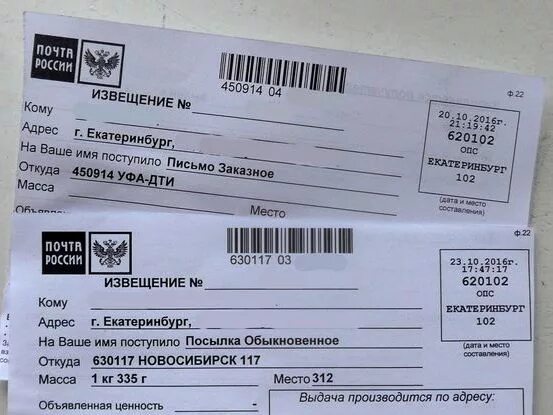 ПОЧТА
РОССИИ
450914 04
ф.22
ИЗВЕЩЕНИЕ №
Кому
Адрес г. Екатеринбург,
На Ваше имя поступило Письмо Заказное
Откуда 450914 УФА-ДТИ
Масса
Место
20.10.2016г.
21:19:42
620102
ОПС
ЕКАТЕРИНБУРГ
102
(дата и место
составления)
ПОЧТА
РОССИИ
630117 03
ф.22
ИЗВЕЩЕНИЕ №
Кому
Адрес г. Екатеринбург,
На Ваше имя поступило Посылка Обыкновенное
Откуда 630117 НОВОСИБИРСК 117
Масса 1 кг 335 г Место 312
Объявленная ценность -
Выдача производится по адресу:
23.10.2016г.
17:47:17
620102
ОПС
ЕКАТЕРИНБУРГ
102
(дата и место
составления)